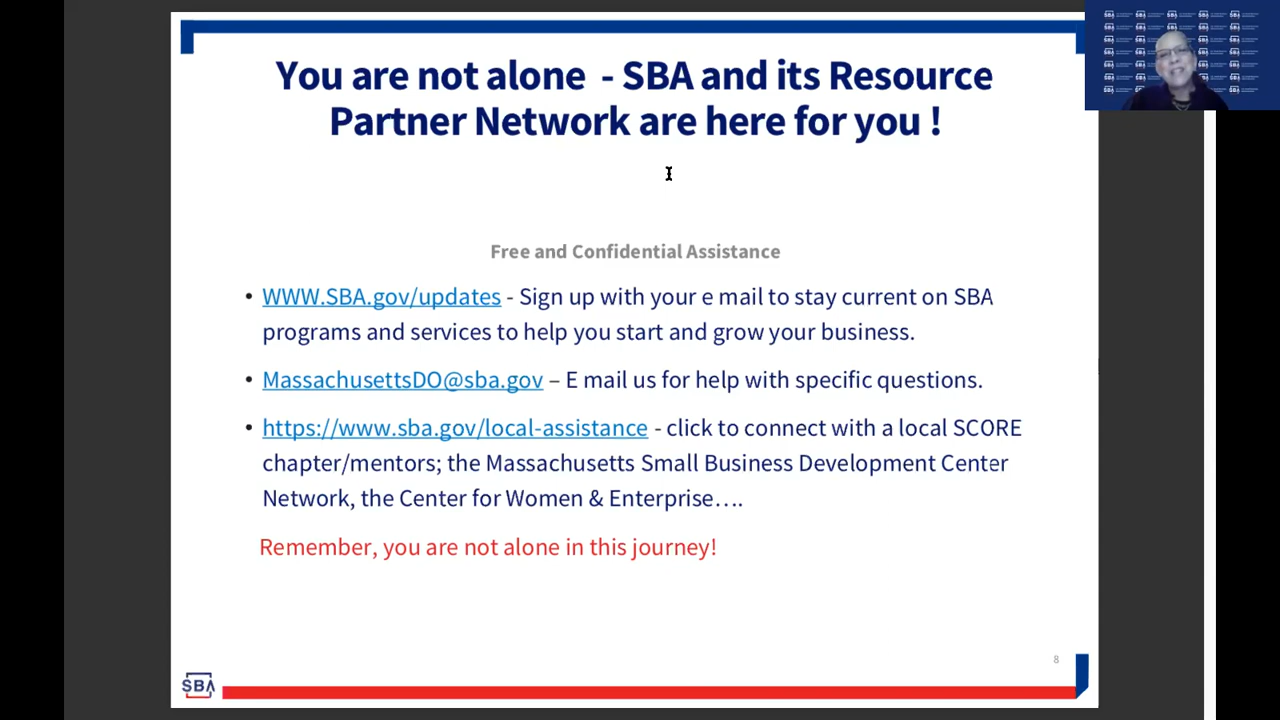 You are not alone - SBA and its Resource
Partner Network are here for you !
Free and Confidential Assistance
• WWW.SBA.gov/updates - Sign up with your e mail to stay current on SBA
programs and services to help you start and grow your business.
• MassachusettsDO@sba.gov – E mail us for help with specific questions.
• https://www.sba.gov/local-assistance - click to connect with a local SCORE
chapter/mentors; the Massachusetts Small Business Development Center
Network, the Center for Women & Enterprise….
Remember, you are not alone in this journey!
8
SBA